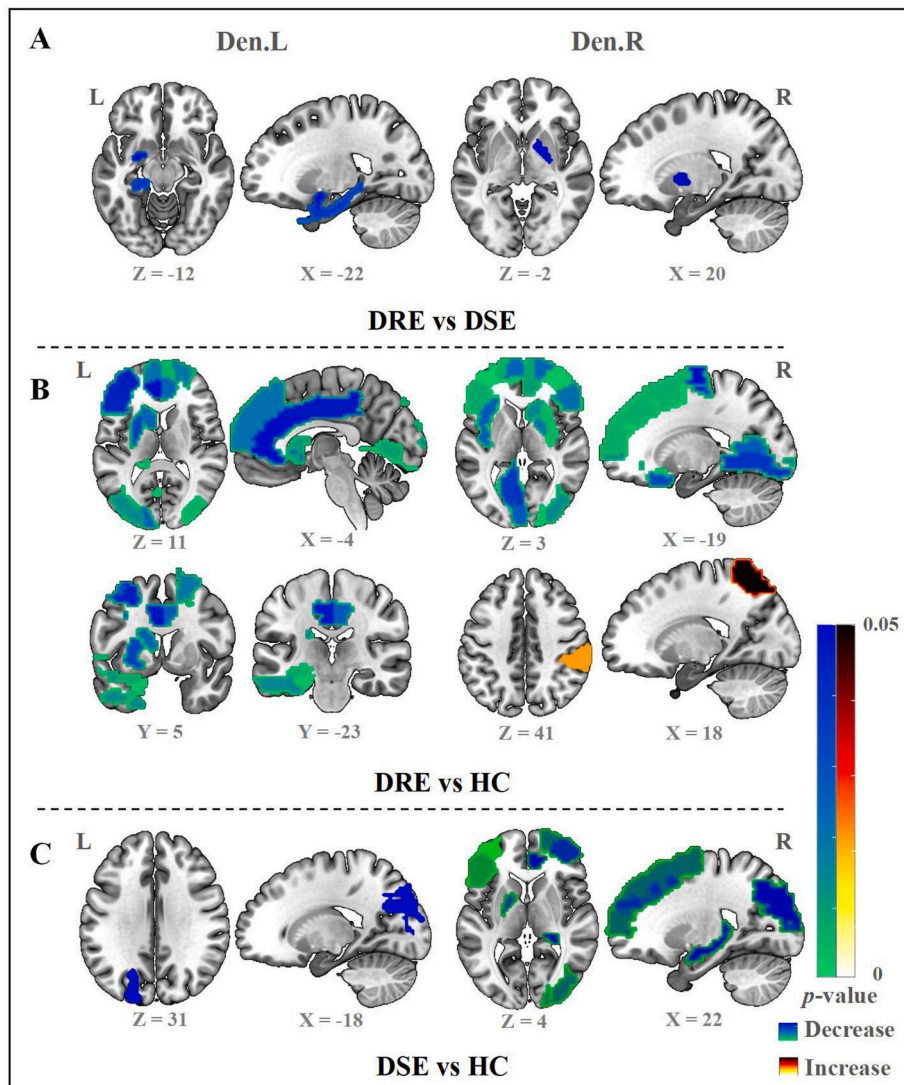 A
Den.L Den.R
L R
Z = -12 X = -22 Z = -2 X = 20
DRE vs DSE
L R
B
Z = 11 X = -4 Z = 3 X = -19
0.05
Y = 5 Y = -23 Z = 41 X = 18
DRE vs HC
L R
C
0
p-value
Z = 31 X = -18 Z = 4 X = 22
Decrease
DSE vs HC
Increase